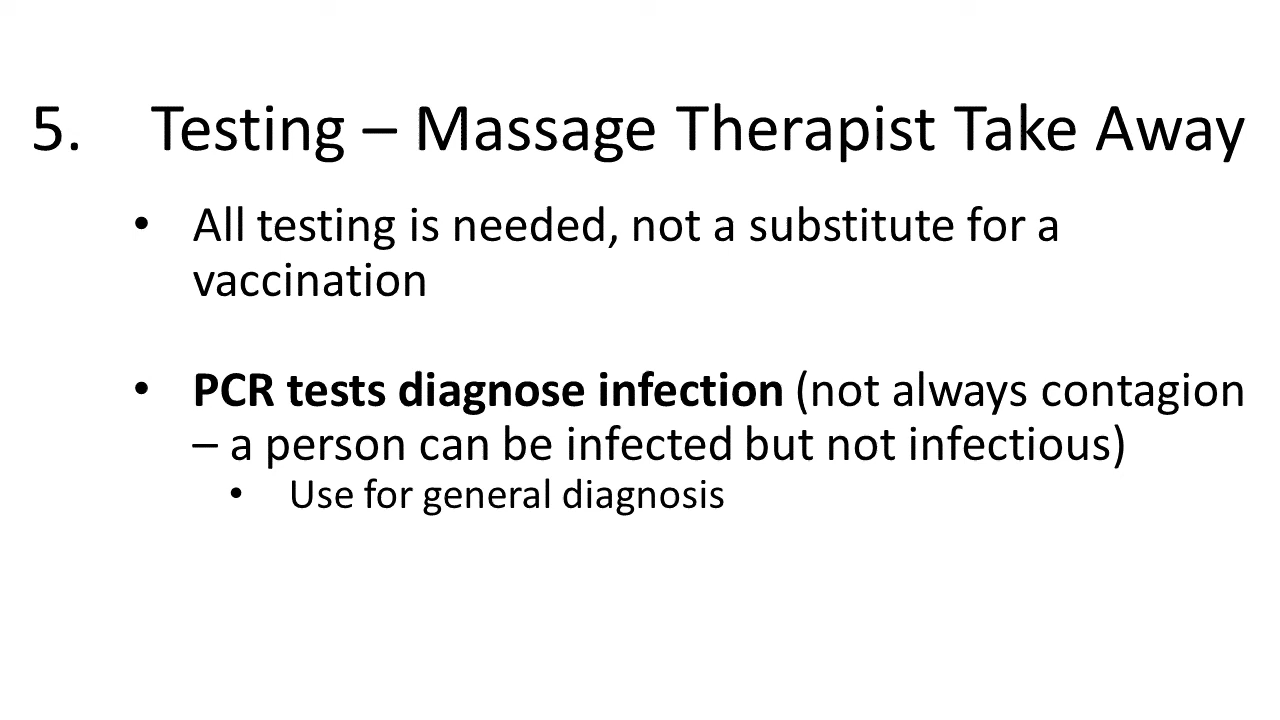 5. Testing – Massage Therapist Take Away
• All testing is needed, not a substitute for a
vaccination
• PCR tests diagnose infection (not always contagion
– a person can be infected but not infectious)
• Use for general diagnosis